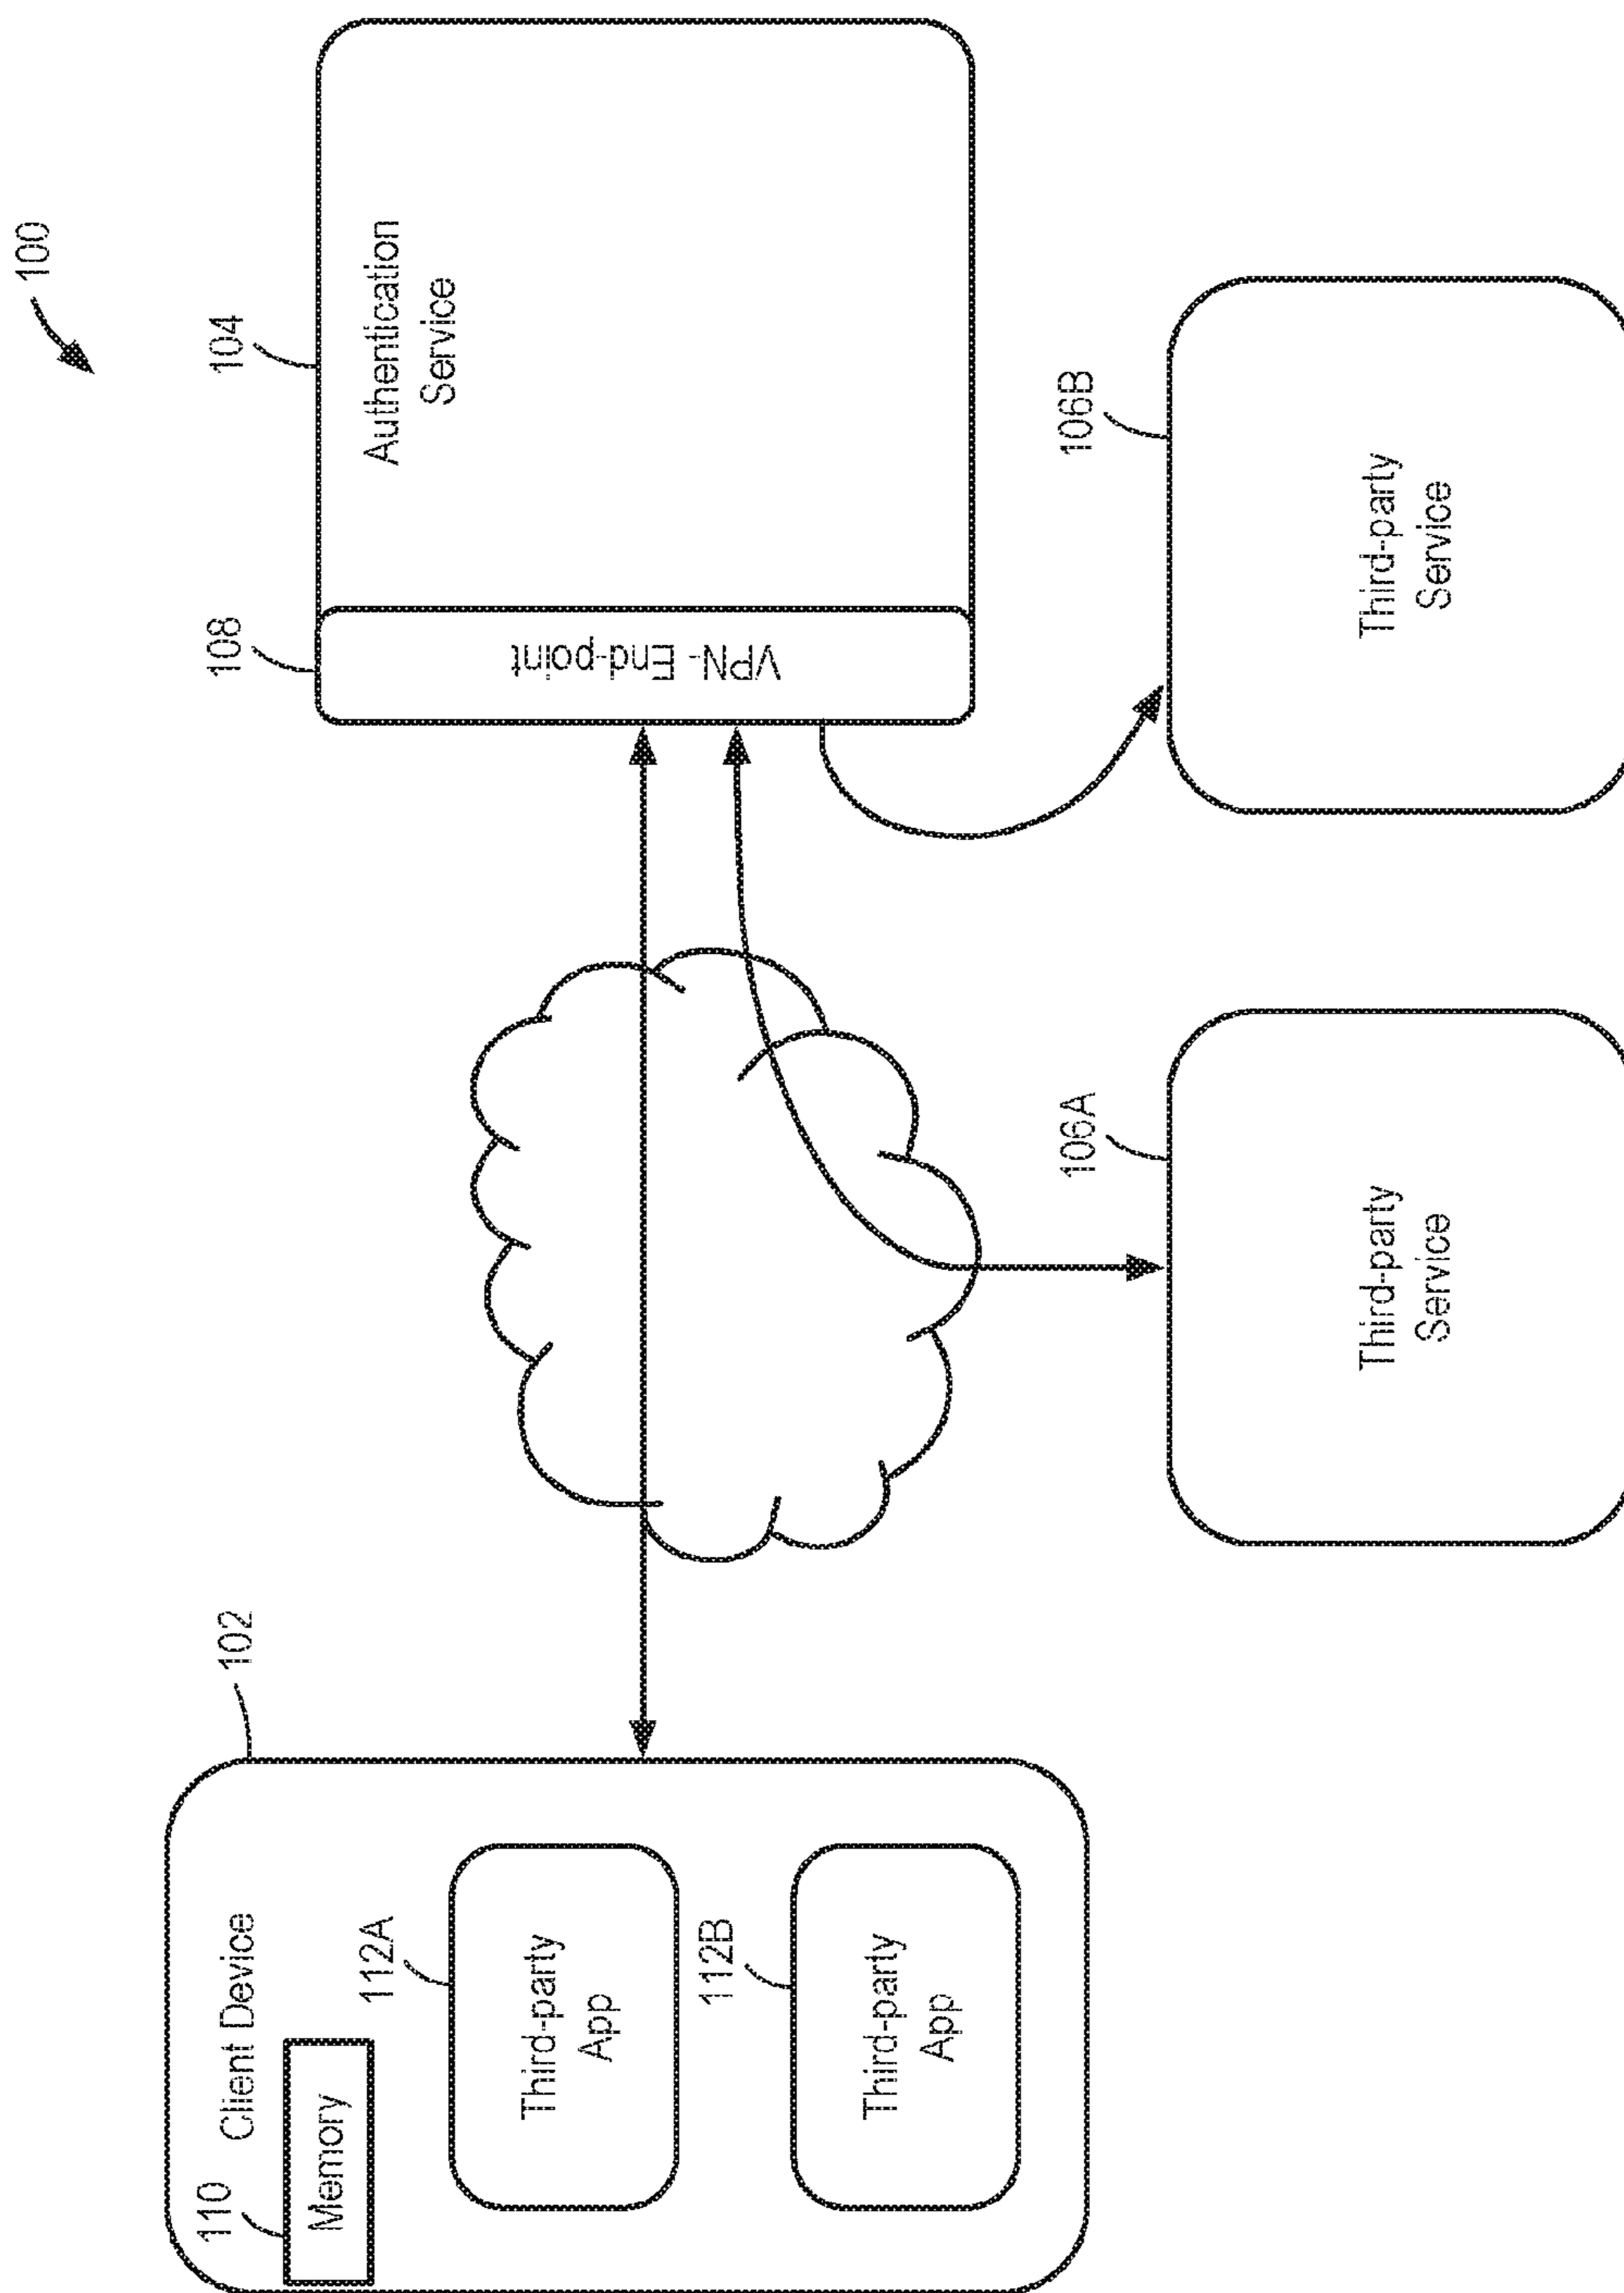 100
102
Client Device
110
Memory
112A
Third-party
App
112B
Third-party
App
108
VPN- End-point
104
Authentication
Service
106A
Third-party
Service
106B
Third-party
Service